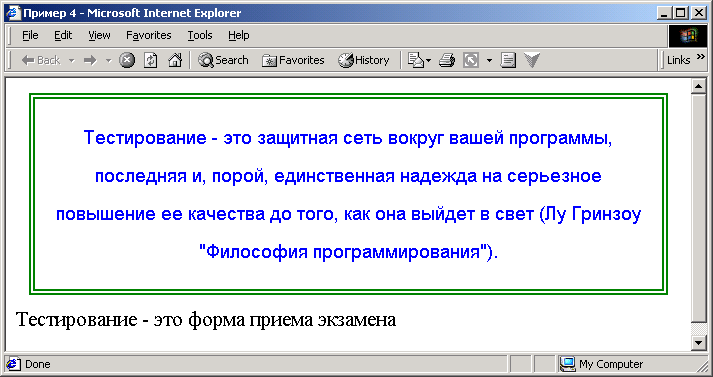 Пример 4 - Microsoft Internet Explorer
File Edit View Favorites Tools Help
Back Search Favorites History Links »
Тестирование - это защитная сеть вокруг вашей программы,
последняя и, порой, единственная надежда на серьезное
повышение ее качества до того, как она выйдет в свет (Лу Гринзоу
"Философия программирования").
Тестирование - это форма приема экзамена
Done My Computer